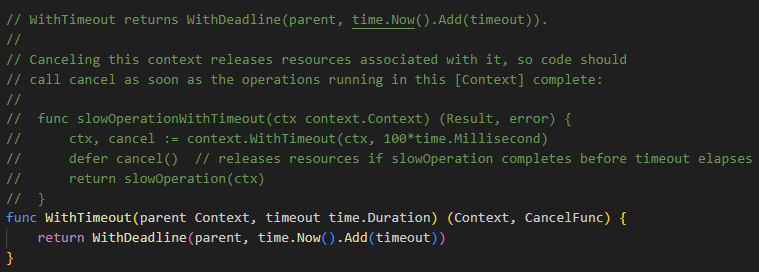 // WithTimeout returns WithDeadline(parent, time.Now().Add(timeout)).
//
// Canceling this context releases resources associated with it, so code should
// call cancel as soon as the operations running in this [Context] complete:
//
//	func slowOperationWithTimeout(ctx context.Context) (Result, error) {
//		ctx, cancel := context.WithTimeout(ctx, 100*time.Millisecond)
//		defer cancel()  // releases resources if slowOperation completes before timeout elapses
//		return slowOperation(ctx)
//	}
func WithTimeout(parent Context, timeout time.Duration) (Context, CancelFunc) {
	return WithDeadline(parent, time.Now().Add(timeout))
}